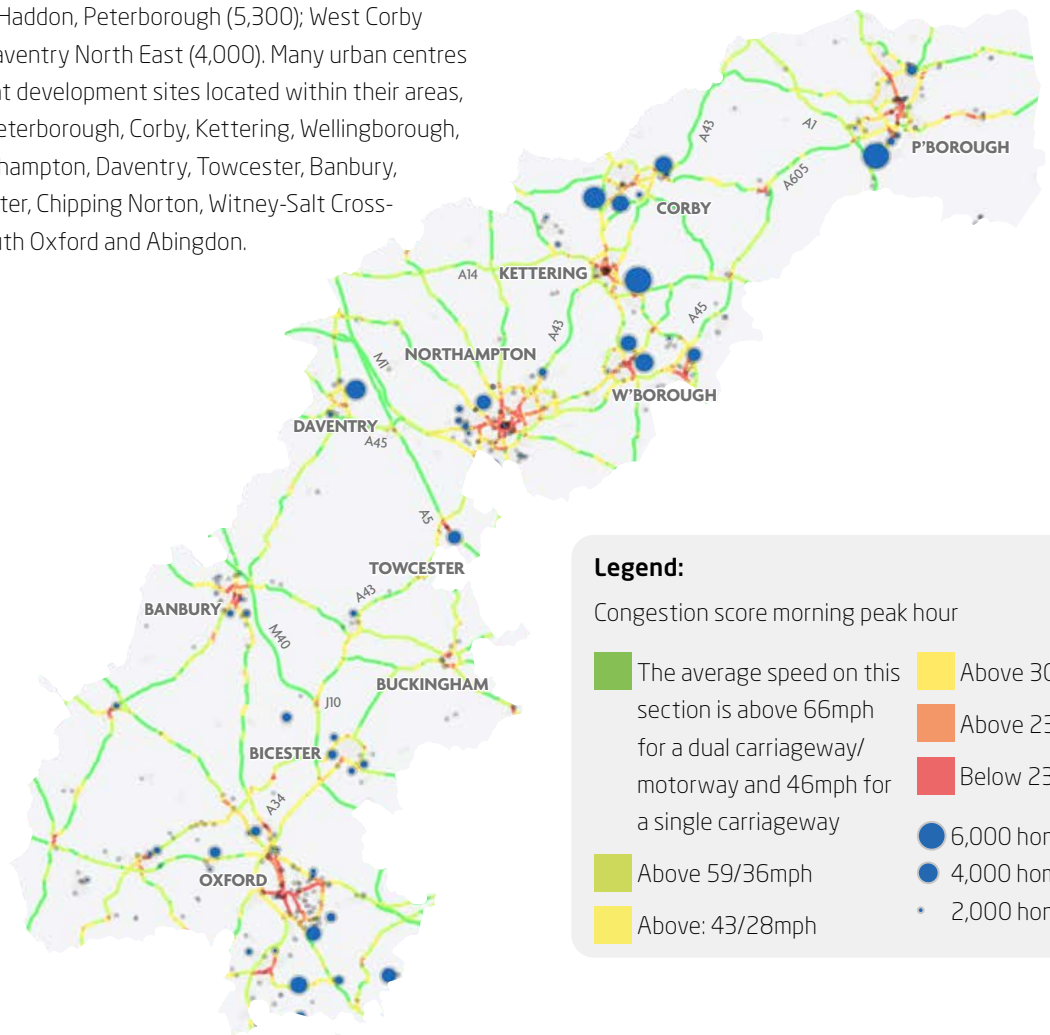 Haddon, Peterborough (5,300); West Corby
aventry North East (4,000). Many urban centres
t development sites located within their areas,
eterborough, Corby, Kettering, Wellingborough,
hampton, Daventry, Towcester, Banbury,
ter, Chipping Norton, Witney-Salt Cross-
th Oxford and Abingdon.
A43
A1
P'BOROUGH
A605
CORBY
A14
KETTERING
A43
A45
NORTHAMPTON
M1
W'BOROUGH
DAVENTRY
A45
A5
TOWCESTER
A43
BANBURY
M40
BUCKINGHAM
J10
BICESTER
A34
OXFORD
Legend:
Congestion score morning peak hour
The average speed on this
section is above 66mph
for a dual carriageway/
motorway and 46mph for
a single carriageway
Above 59/36mph
Above: 43/28mph
Above 30
Above 23
Below 23
6,000 hom
4,000 hom
2,000 hom